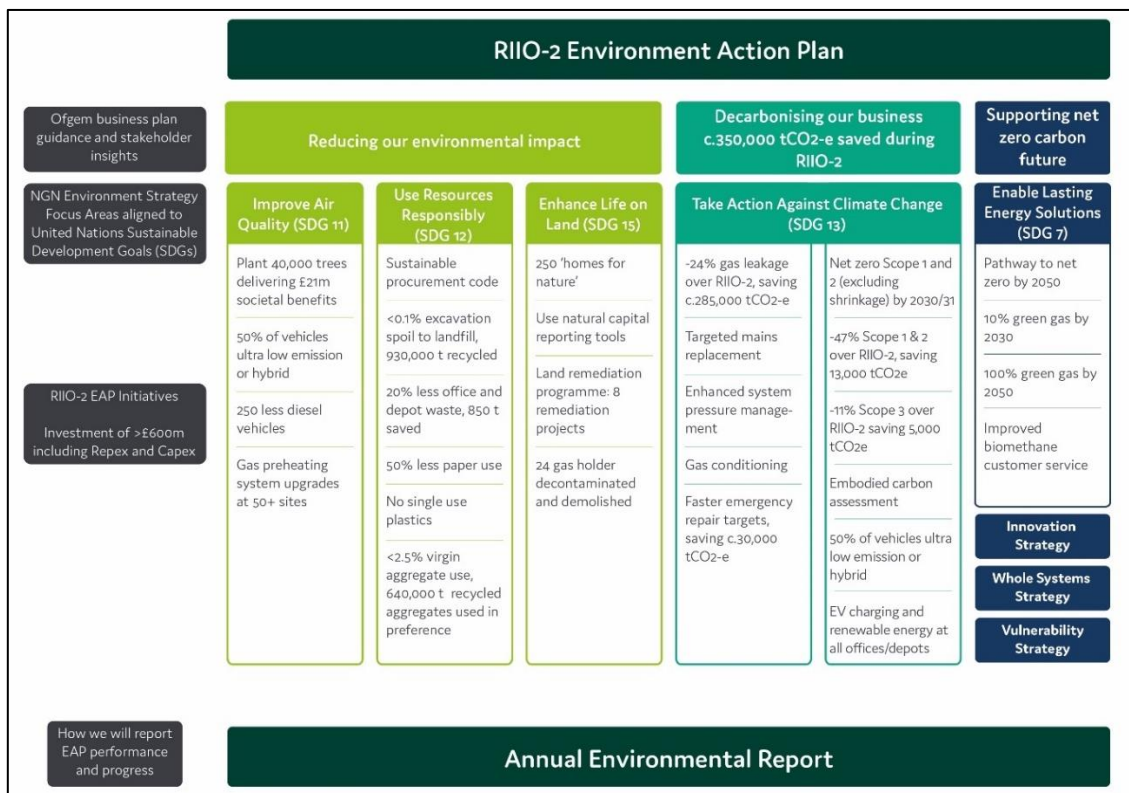 RIIO-2 Environment Action Plan
Ofgem business plan
guidance and stakeholder
insights
Reducing our environmental impact
Decarbonising our business
c.350,000 tCO2-e saved during
RIIO-2
Supporting net
zero carbon
future
NGN Environment Strategy
Focus Areas aligned to
United Nations Sustainable
Development Goals (SDGs)
Improve Air
Quality (SDG 11)
Use Resources
Responsibly
(SDG 12)
Enhance Life on
Land (SDG 15)
Take Action Against Climate Change
(SDG 13)
Enable Lasting
Energy Solutions
(SDG 7)
RIIO-2 EAP Initiatives
Investment of >£600m
including Repex and Capex
Plant 40,000 trees
delivering £21m
societal benefits
50% of vehicles
ultra low emission
or hybrid
250 less diesel
vehicles
Gas preheating
system upgrades
at 50+ sites
Sustainable
procurement code
<0.1% excavation
spoil to landfill,
930,000 t recycled
20% less office and
depot waste, 850 t
saved
50% less paper use
No single use
plastics
<2.5% virgin
aggregate use,
640,000 t recycled
aggregates used in
preference
250 'homes for
nature'
Use natural capital
reporting tools
Land remediation
programme: 8
remediation
projects
24 gas holder
decontaminated
and demolished
-24% gas leakage
over RIIO-2, saving
c.285,000 tCO2-e
Targeted mains
replacement
Enhanced system
pressure manage-
ment
Gas conditioning
Faster emergency
repair targets,
saving c.30,000
tCO2-e
Net zero Scope 1 and
2 (excluding
shrinkage) by 2030/31
-47% Scope 1 & 2
over RIIO-2, saving
13,000 tCO2e
-11% Scope 3 over
RIIO-2 saving 5,000
tCO2e
Embodied carbon
assessment
50% of vehicles ultra
low emission or
hybrid
EV charging and
renewable energy at
all offices/depots
Pathway to net
zero by 2050
10% green gas by
2030
100% green gas by
2050
Improved
biomethane
customer service
Innovation
Strategy
Whole Systems
Strategy
Vulnerability
Strategy
How we will report
EAP performance
and progress
Annual Environmental Report